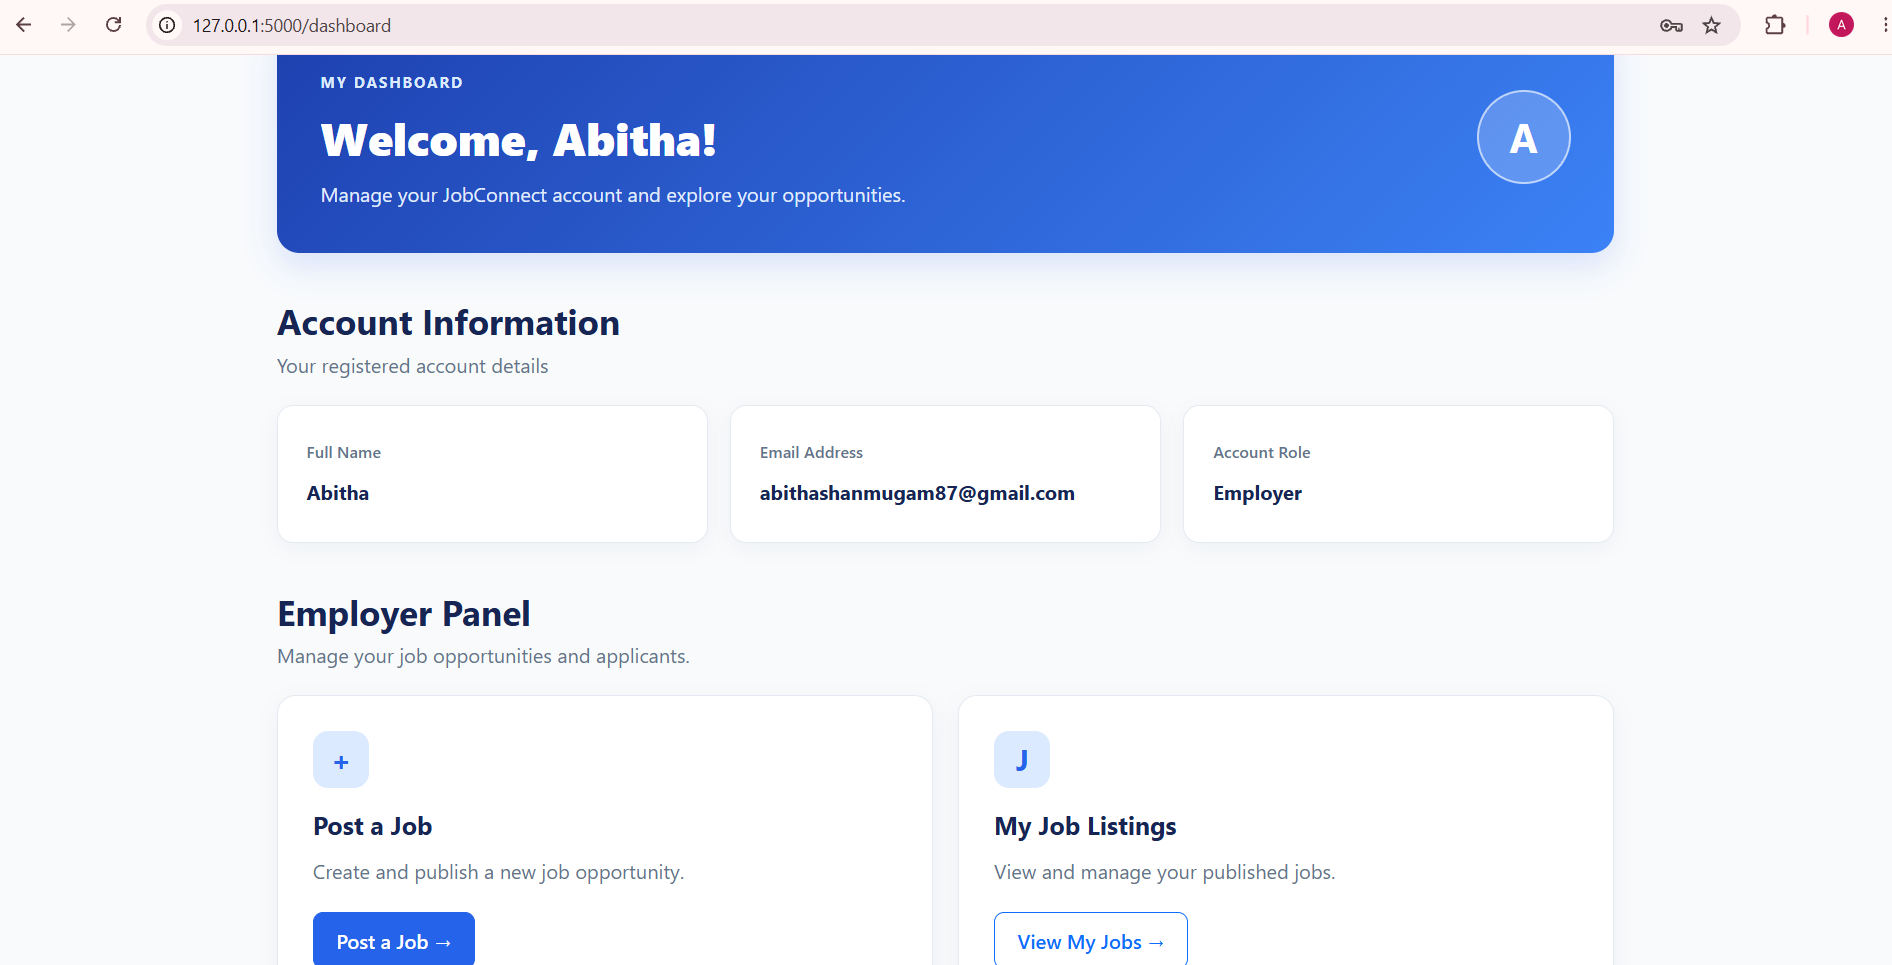 127.0.0.1:5000/dashboard
A
MY DASHBOARD
Welcome, Abitha!
Manage your JobConnect account and explore your opportunities.
A
Account Information
Your registered account details
Full Name
Abitha
Email Address
abithashanmugam87@gmail.com
Account Role
Employer
Employer Panel
Manage your job opportunities and applicants.
+
Post a Job
Create and publish a new job opportunity.
Post a Job →
J
My Job Listings
View and manage your published jobs.
View My Jobs →